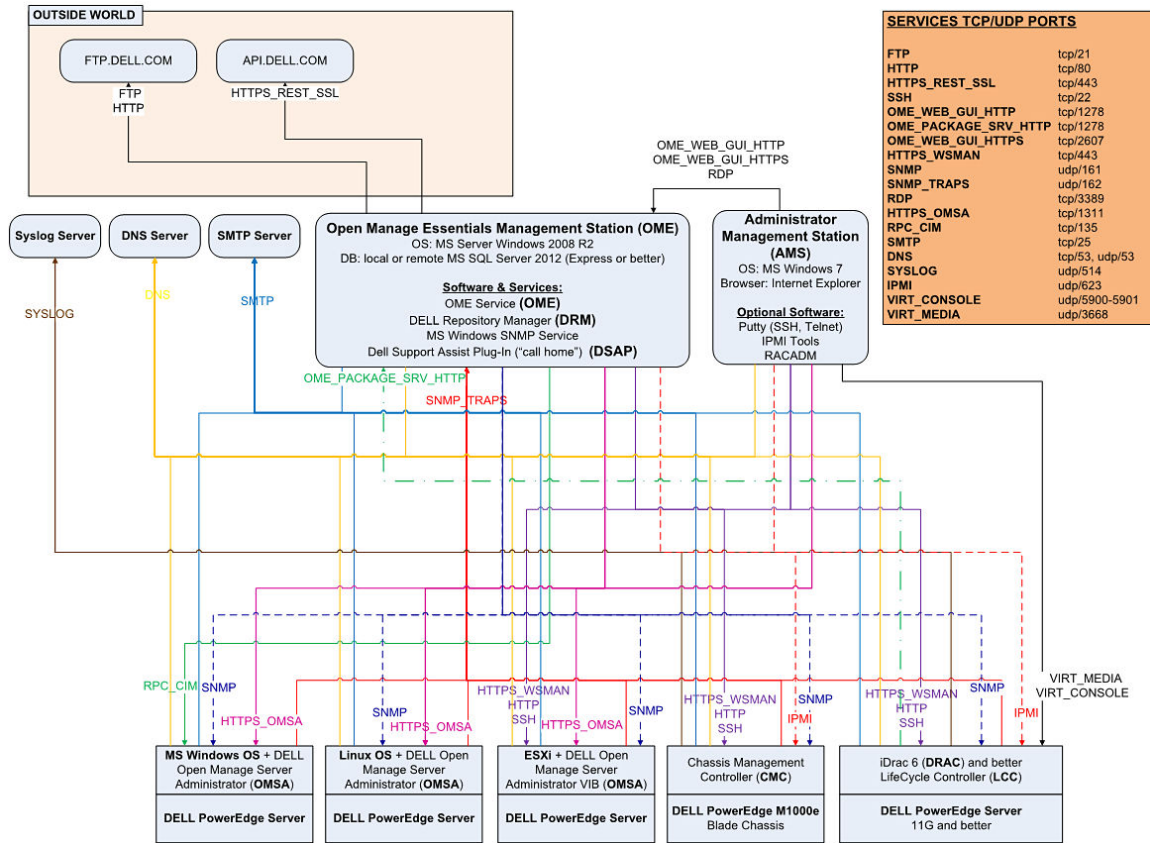 OUTSIDE WORLD
FTP.DELL.COM
API.DELL.COM
FTP
HTTP
HTTPS_REST_SSL
SERVICES TCP/UDP PORTS
FTP tcp/21
HTTP tcp/80
HTTPS_REST_SSL tcp/443
SSH tcp/22
OME_WEB_GUI_HTTP tcp/1278
OME_PACKAGE_SRV_HTTP tcp/1278
OME_WEB_GUI_HTTPS tcp/2607
HTTPS_WSMAN tcp/443
SNMP udp/161
SNMP_TRAPS udp/162
RDP tcp/3389
HTTPS_OMSA tcp/1311
RPC_CIM tcp/135
SMTP tcp/25
DNS tcp/53, udp/53
SYSLOG udp/514
IPMI udp/623
VIRT_CONSOLE udp/5900-5901
VIRT_MEDIA udp/3668
OME_WEB_GUI_HTTP
OME_WEB_GUI_HTTPS
RDP
Syslog Server
DNS Server
SMTP Server
Open Manage Essentials Management Station (OME)
OS: MS Server Windows 2008 R2
DB: local or remote MS SQL Server 2012 (Express or better)
Software & Services:
OME Service (OME)
DELL Repository Manager (DRM)
MS Windows SNMP Service
Dell Support Assist Plug-In ("call home") (DSAP)
Administrator
Management Station
(AMS)
OS: MS Windows 7
Browser: Internet Explorer
Optional Software:
Putty (SSH, Telnet)
IPMI Tools
RACADM
SYSLOG
DNS
SMTP
OME_PACKAGE_SRV_HTTP
SNMP_TRAPS
RPC_CIM
SNMP
HTTPS_OMSA
SNMP
HTTPS_OMSA
HTTPS_WSMAN
HTTP
SSH
HTTPS_OMSA
SNMP
HTTPS_WSMAN
HTTP
SSH
IPMI
SNMP
HTTPS_WSMAN
HTTP
SSH
SNMP
IPMI
VIRT_MEDIA
VIRT_CONSOLE
MS Windows OS + DELL
Open Manage Server
Administrator (OMSA)
DELL PowerEdge Server
Linux OS + DELL Open
Manage Server
Administrator (OMSA)
DELL PowerEdge Server
ESXi + DELL Open
Manage Server
Administrator VIB (OMSA)
DELL PowerEdge Server
Chassis Management
Controller (CMC)
DELL PowerEdge M1000e
Blade Chassis
iDrac 6 (DRAC) and better
LifeCycle Controller (LCC)
DELL PowerEdge Server
11G and better